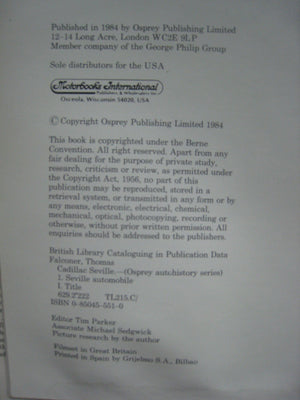 Published in 1984 by Osprey Publishing Limited
12–14 Long Acre, London WC2E 9LP
Member company of the George Philip Group
Sole distributors for the USA
Motorbooks International
Publishers & Wholesalers Inc
Osceola, Wisconsin 54020, USA
© Copyright Osprey Publishing Limited 1984
This book is copyrighted under the Berne
Convention. All right reserved. Apart from any
fair dealing for the purpose of private study,
research, criticism or review, as permitted under
the Copyright Act, 1956, no part of this
publication may be reproduced, stored in a
retrieval system, or transmitted in any form or by
any means, electronic, electrical, chemical,
mechanical, optical, photocopying, recording or
otherwise, without prior written permission. All
enquiries should be addressed to the publishers.
British Library Cataloguing in Publication Data
Falconer, Thomas
Cadillac Seville.—(Osprey autohistory series)
1. Seville automobile
I. Title
629.2'222 TL215.C/
ISBN 0-85045-551-0
Editor Tim Parker
Associate Michael Sedgwick
Picture research by the author
Filmset in Great Britain
Printed in Spain by Grijelmo S.A., Bilbao